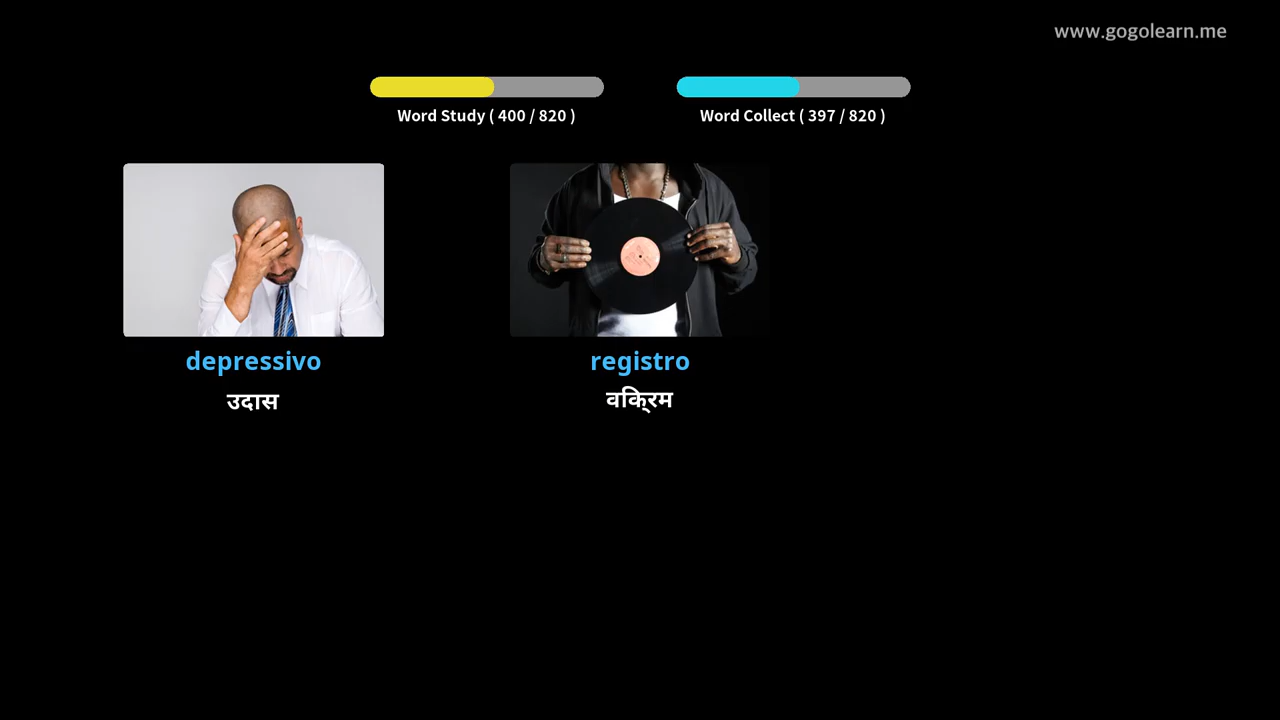 www.gogolearn.me
Word Study ( 400 / 820 )
Word Collect ( 397 / 820 )
depressivo
registro
उदास
वक्रिम